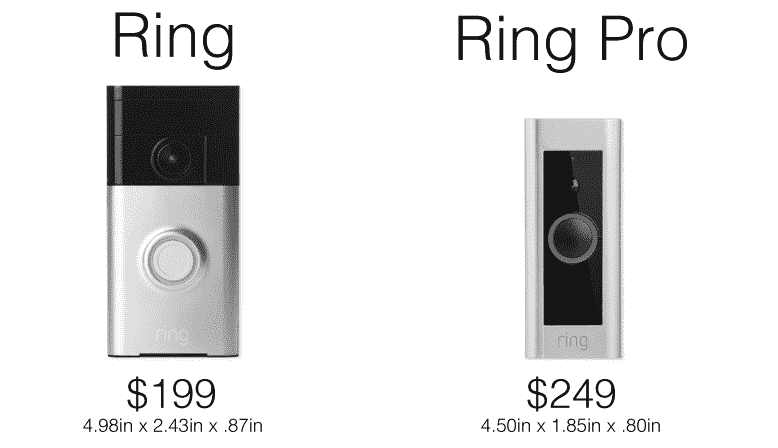 Ring
Ring Pro
ring
ring
$199
$249
4.98in x 2.43in x .87in
4.50in x 1.85in x .80in